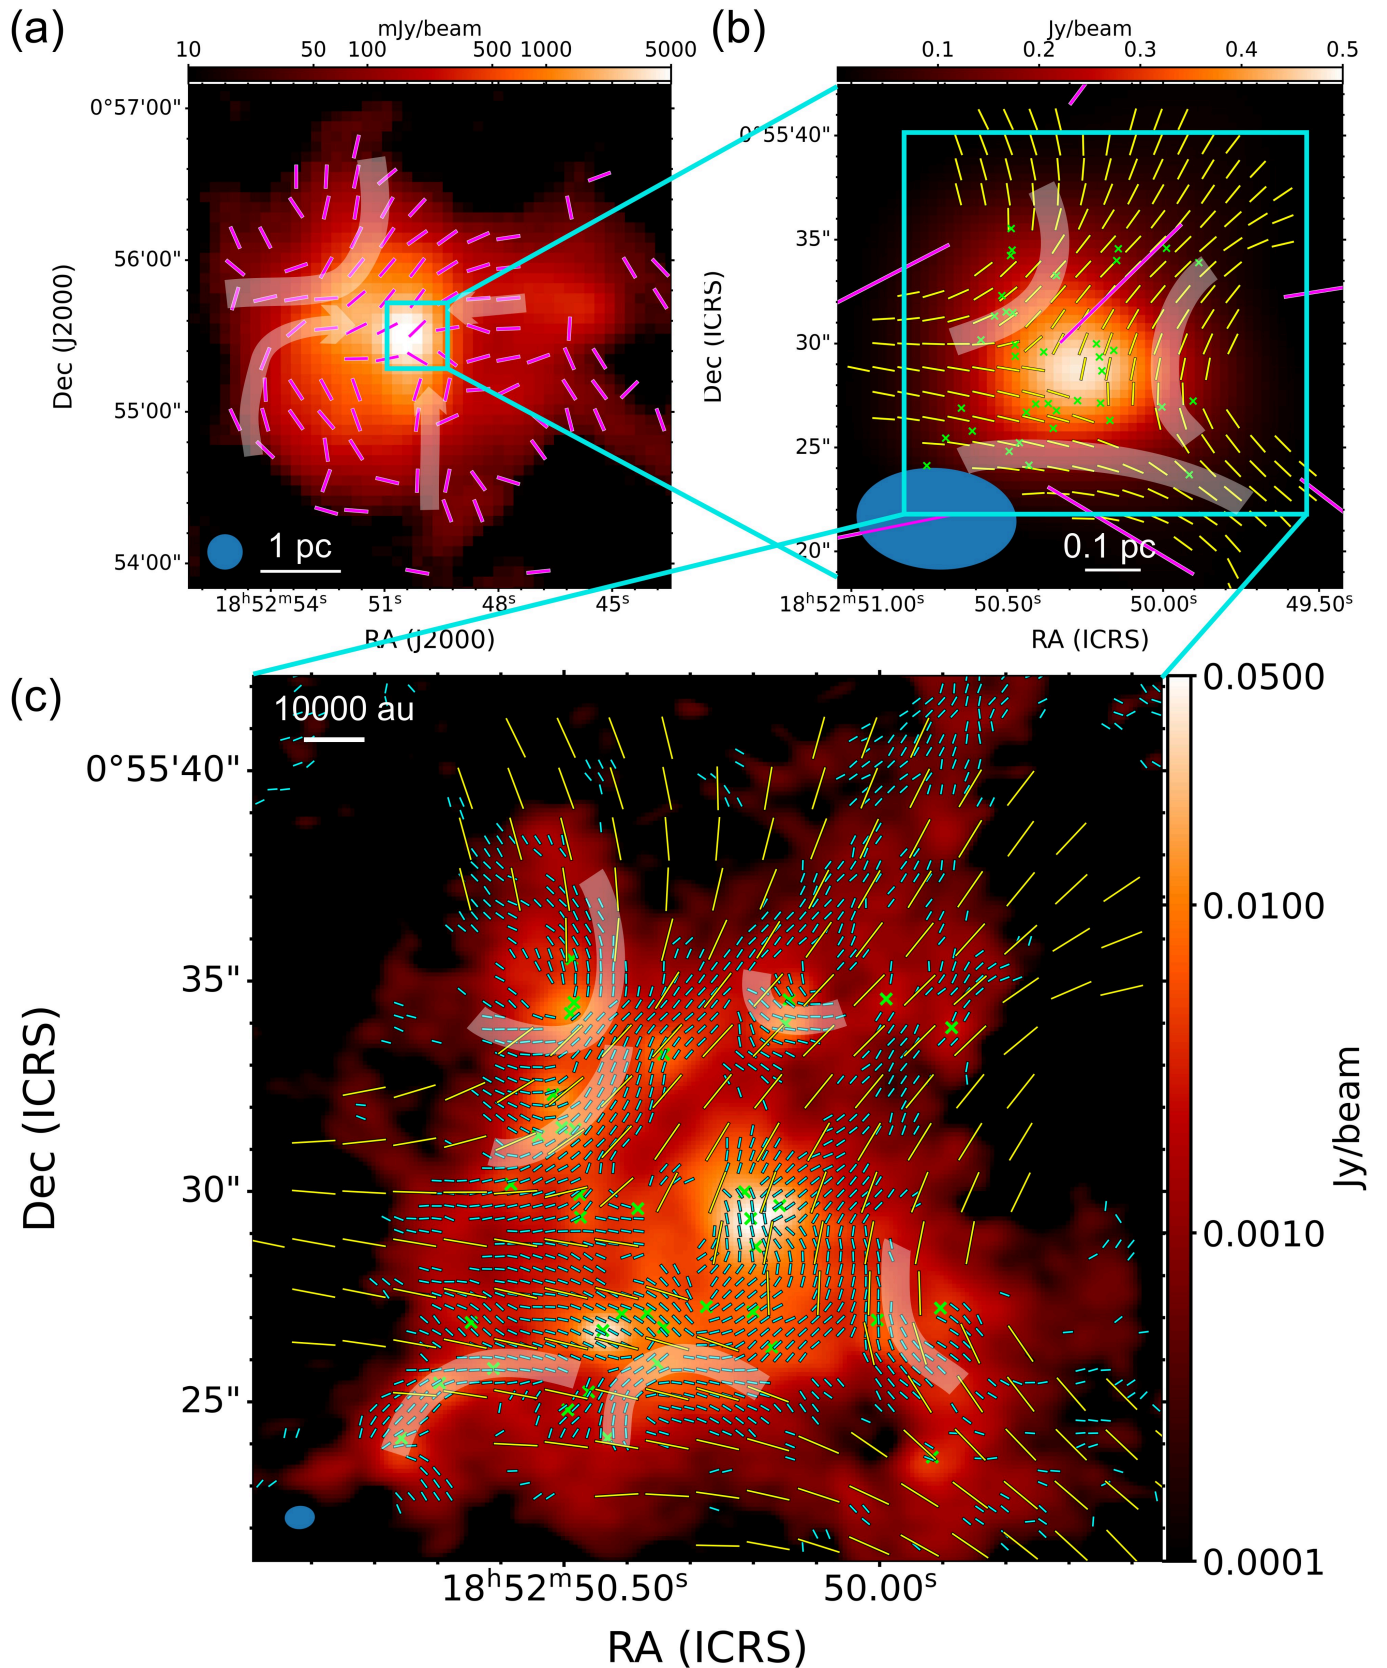 (a)
mJy/beam
10 50 100 500 1000 5000
0°57'00"
56'00"
55'00"
54'00"
Dec (J2000)
1 pc
18ʰ52ᵐ54ˢ 51ˢ 48ˢ 45ˢ
RA (J2000)
(b)
Jy/beam
0.1 0.2 0.3 0.4 0.5
0°55'40"
35"
30"
25"
20"
Dec (ICRS)
0.1 pc
18ʰ52ᵐ51.00ˢ 50.50ˢ 50.00ˢ 49.50ˢ
RA (ICRS)
(c)
10000 au
0°55'40"
35"
30"
25"
Dec (ICRS)
18ʰ52ᵐ50.50ˢ 50.00ˢ
RA (ICRS)
0.0500
0.0100
0.0010
0.0001
Jy/beam